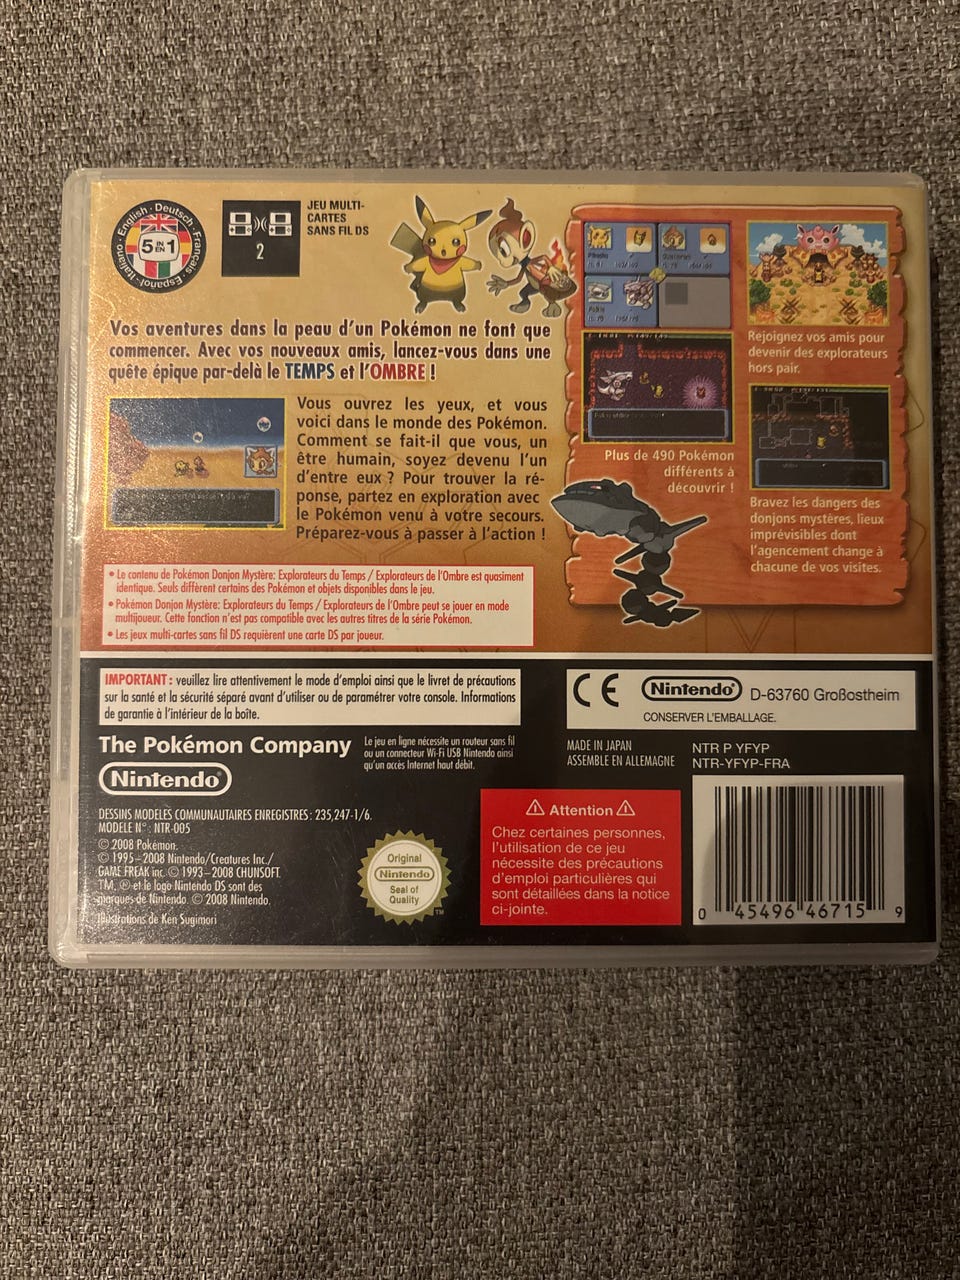 English · Deutsch · Français · Español · Italiano ·
5 IN 1
EN
2
JEU MULTI-
CARTES
SANS FIL DS
Vos aventures dans la peau d'un Pokémon ne font que
commencer. Avec vos nouveaux amis, lancez-vous dans une
quête épique par-delà le TEMPS et l'OMBRE !
Vous ouvrez les yeux, et vous
voici dans le monde des Pokémon.
Comment se fait-il que vous, un
être humain, soyez devenu l'un
d'entre eux ? Pour trouver la ré-
ponse, partez en exploration avec
le Pokémon venu à votre secours.
Préparez-vous à passer à l'action !
Rejoignez vos amis pour
devenir des explorateurs
hors pair.
Plus de 490 Pokémon
différents à
découvrir !
Bravez les dangers des
donjons mystères, lieux
imprévisibles dont
l'agencement change à
chacune de vos visites.
• Le contenu de Pokémon Donjon Mystère: Explorateurs du Temps / Explorateurs de l'Ombre est quasiment
identique. Seuls diffèrent certains des Pokémon et objets disponibles dans le jeu.
• Pokémon Donjon Mystère: Explorateurs du Temps / Explorateurs de l'Ombre peut se jouer en mode
multijoueur. Cette fonction n'est pas compatible avec les autres titres de la série Pokémon.
• Les jeux multi-cartes sans fil DS requièrent une carte DS par joueur.
IMPORTANT : veuillez lire attentivement le mode d'emploi ainsi que le livret de précautions
sur la santé et la sécurité séparé avant d'utiliser ou de paramétrer votre console. Informations
de garantie à l'intérieur de la boîte.
CE Nintendo® D-63760 Großostheim
CONSERVER L'EMBALLAGE.
The Pokémon Company
Nintendo®
Le jeu en ligne nécessite un routeur sans fil
ou un connecteur Wi-Fi USB Nintendo ainsi
qu'un accès Internet haut débit.
MADE IN JAPAN
ASSEMBLE EN ALLEMAGNE
NTR P YFYP
NTR-YFYP-FRA
DESSINS MODELES COMMUNAUTAIRES ENREGISTRES : 235,247-1/6.
MODELE N° : NTR-005
© 2008 Pokémon.
© 1995–2008 Nintendo/Creatures Inc./
GAME FREAK inc. © 1993–2008 CHUNSOFT.
TM, ® et le logo Nintendo DS sont des
marques de Nintendo. © 2008 Nintendo.
Illustrations de Ken Sugimori
Original
Nintendo®
Seal of
Quality
TM
⚠ Attention ⚠
Chez certaines personnes,
l'utilisation de ce jeu
nécessite des précautions
d'emploi particulières qui
sont détaillées dans la notice
ci-jointe.
0 45496 46715 9